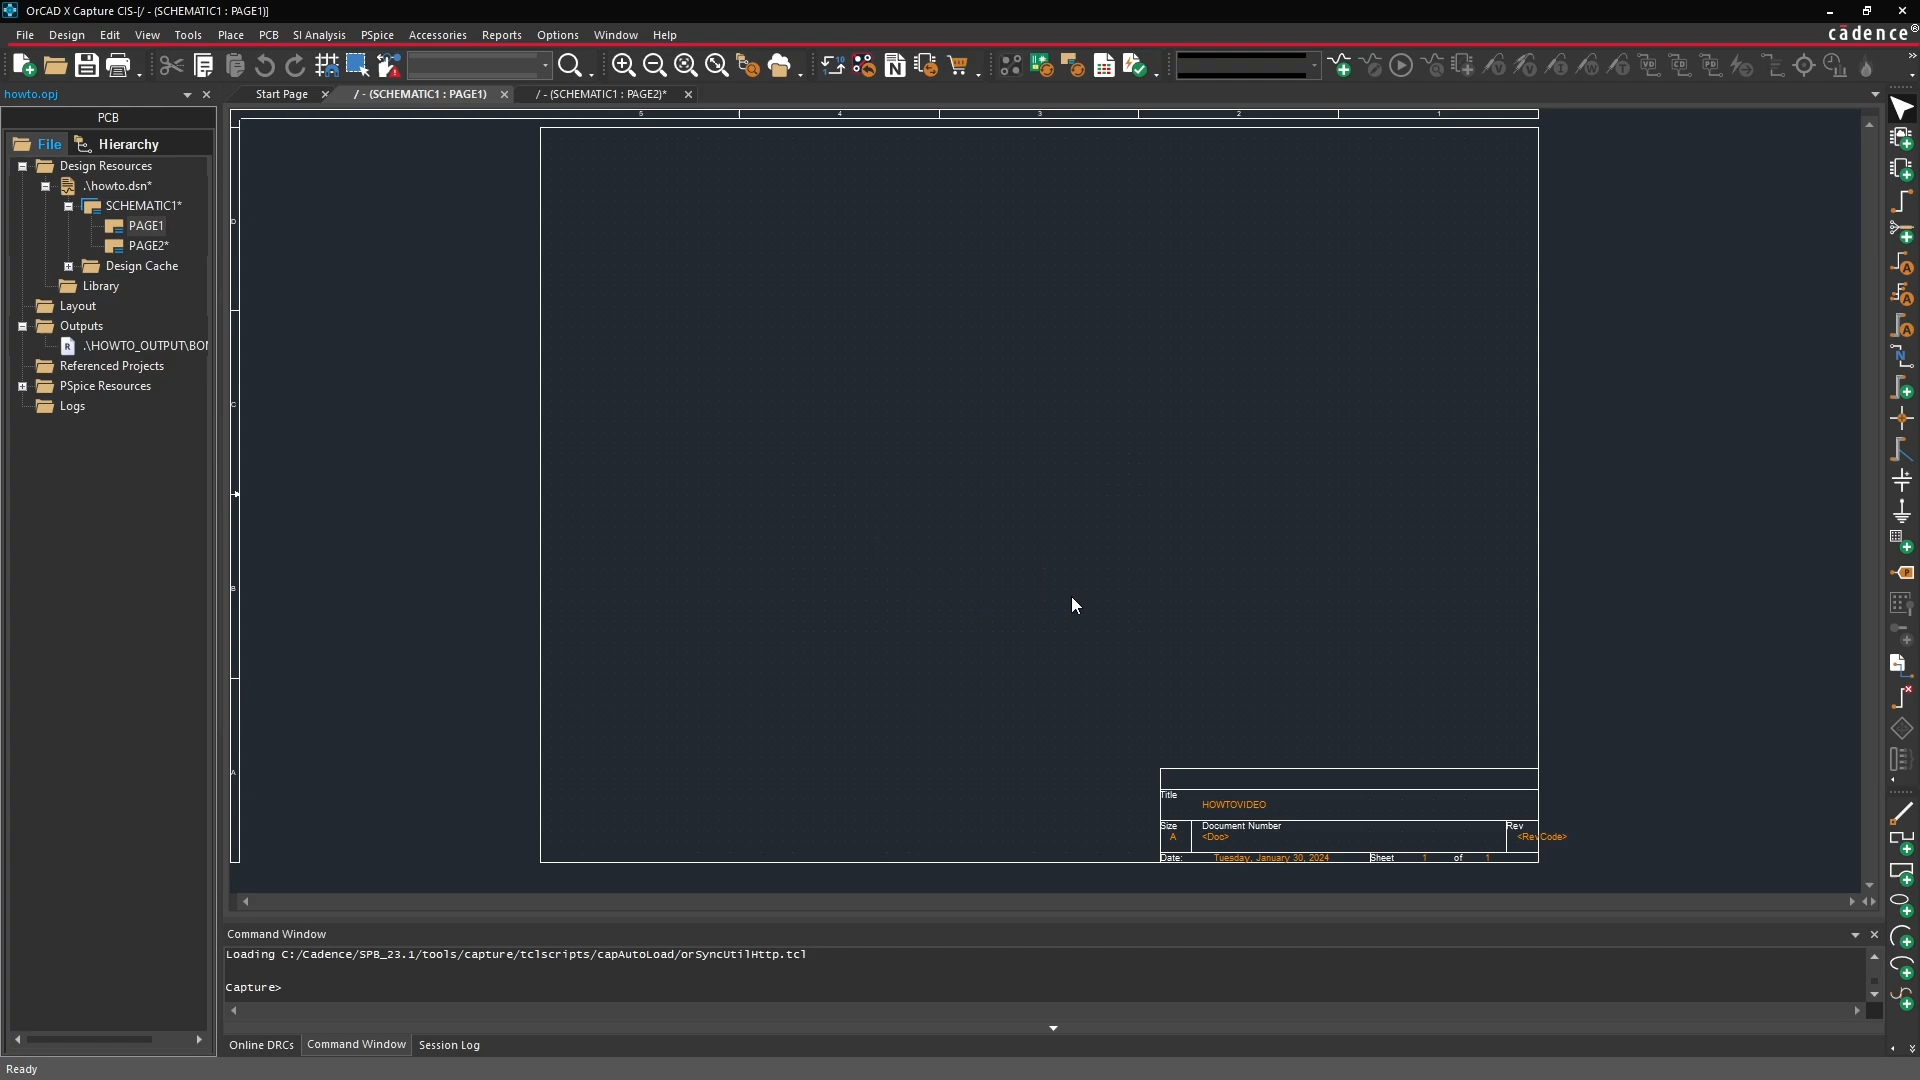 OrCAD X Capture CIS-[/ - (SCHEMATIC1 : PAGE1)]
File Design Edit View Tools Place PCB SI Analysis PSpice Accessories Reports Options Window Help
cādence®
howto.opj
Start Page
/ - (SCHEMATIC1 : PAGE1)
/ - (SCHEMATIC1 : PAGE2)*
PCB
File Hierarchy
Design Resources
.\howto.dsn*
SCHEMATIC1*
PAGE1
PAGE2*
Design Cache
Library
Layout
Outputs
.\HOWTO_OUTPUT\BO
Referenced Projects
PSpice Resources
Logs
5 4 3 2 1
D
C
B
A
Title
HOWTOVIDEO
Size Document Number Rev
A <Doc> <RevCode>
Date: Tuesday, January 30, 2024 Sheet 1 of 1
Command Window
Loading C:/Cadence/SPB_23.1/tools/capture/tclscripts/capAutoLoad/orSyncUtilHttp.tcl
Capture>
Online DRCs Command Window Session Log
Ready